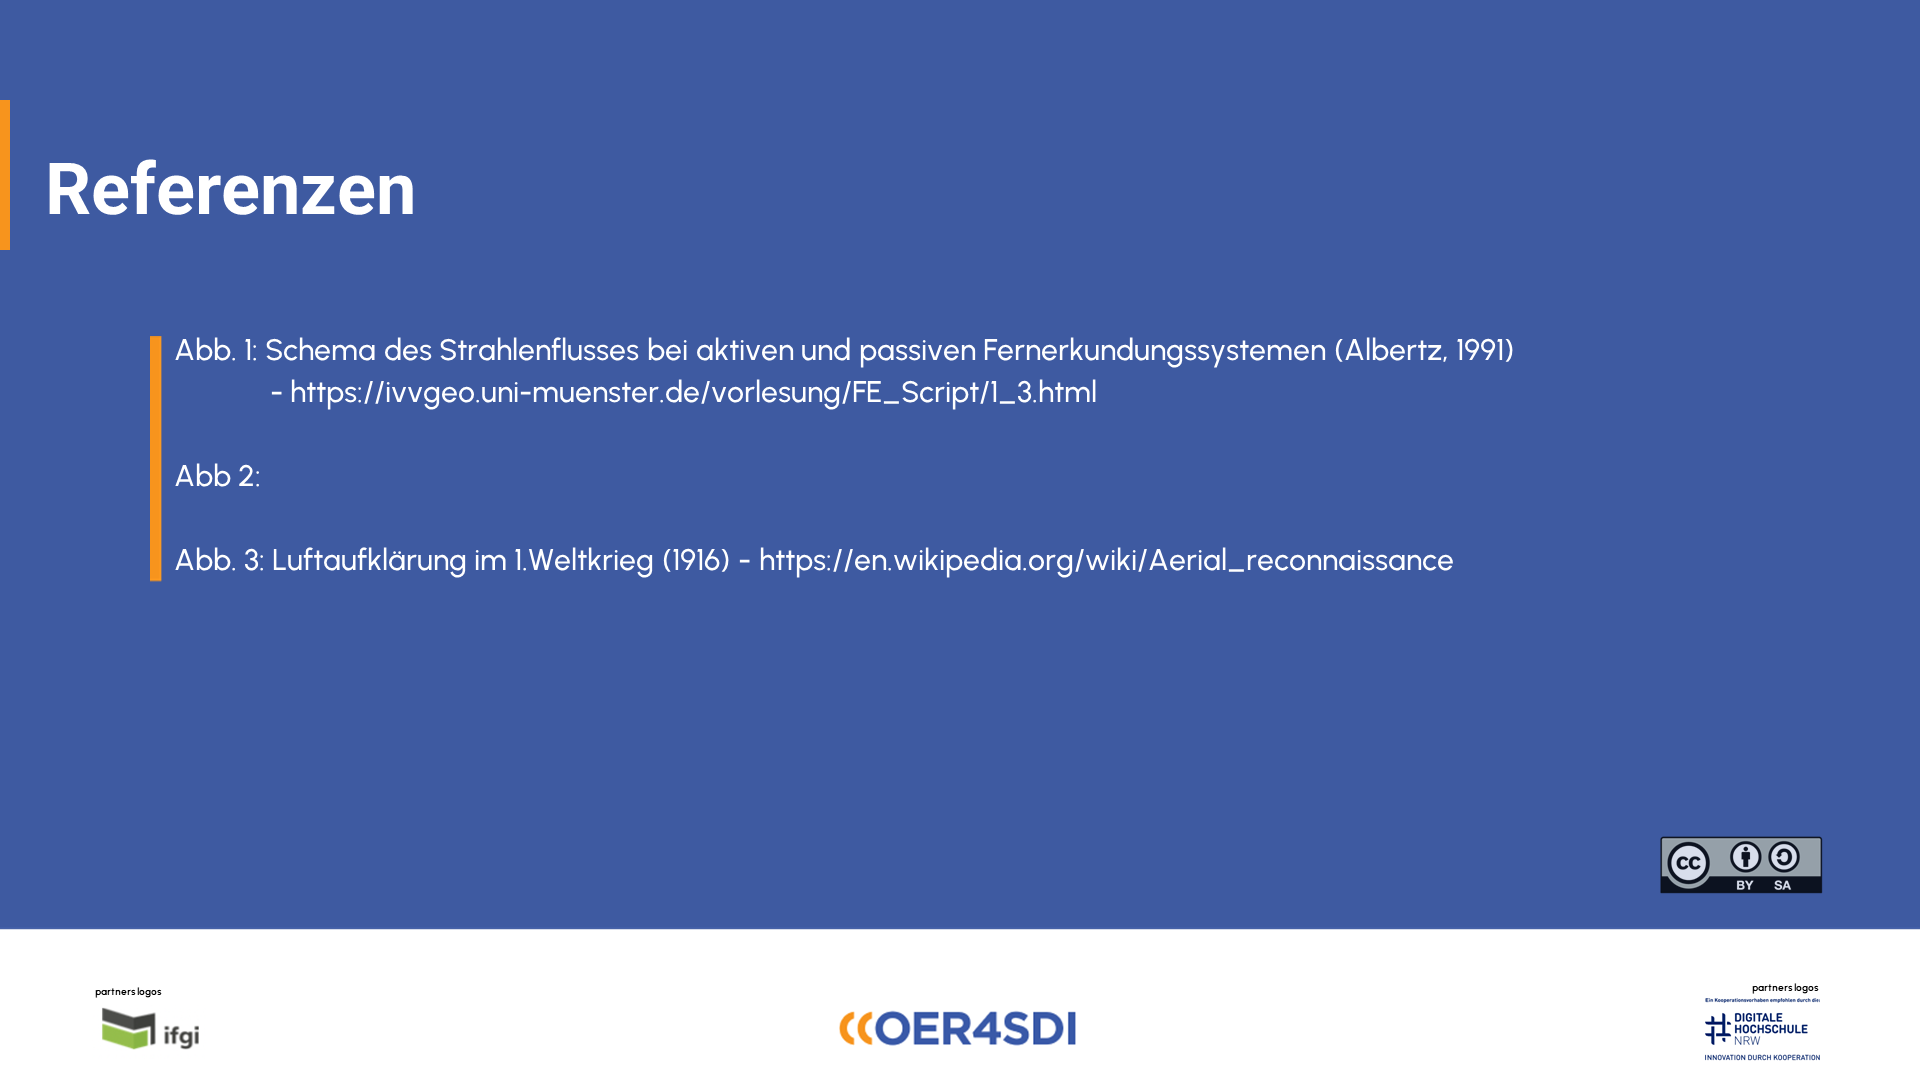 Referenzen
Abb. 1: Schema des Strahlenflusses bei aktiven und passiven Fernerkundungssystemen (Albertz, 1991)
- https://ivvgeo.uni-muenster.de/vorlesung/FE_Script/1_3.html
Abb 2:
Abb. 3: Luftaufklärung im 1.Weltkrieg (1916) - https://en.wikipedia.org/wiki/Aerial_reconnaissance
cc
BY SA
partners logos
ifgi
OER4SDI
partners logos
Ein Kooperationsvorhaben empfohlen durch die:
DIGITALE
HOCHSCHULE
NRW
INNOVATION DURCH KOOPERATION